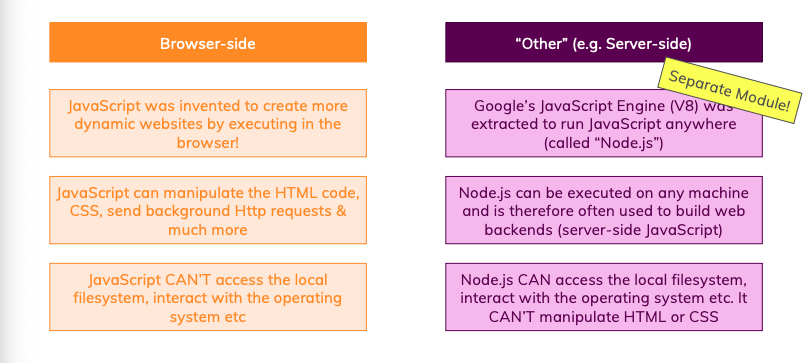 Browser-side
JavaScript was invented to create more
dynamic websites by executing in the
browser!
JavaScript can manipulate the HTML code,
CSS, send background Http requests &
much more
JavaScript CAN'T access the local
filesystem, interact with the operating
system etc
“Other” (e.g. Server-side)
Separate Module!
Google's JavaScript Engine (V8) was
extracted to run JavaScript anywhere
(called “Node.js”)
Node.js can be executed on any machine
and is therefore often used to build web
backends (server-side JavaScript)
Node.js CAN access the local filesystem,
interact with the operating system etc. It
CAN'T manipulate HTML or CSS